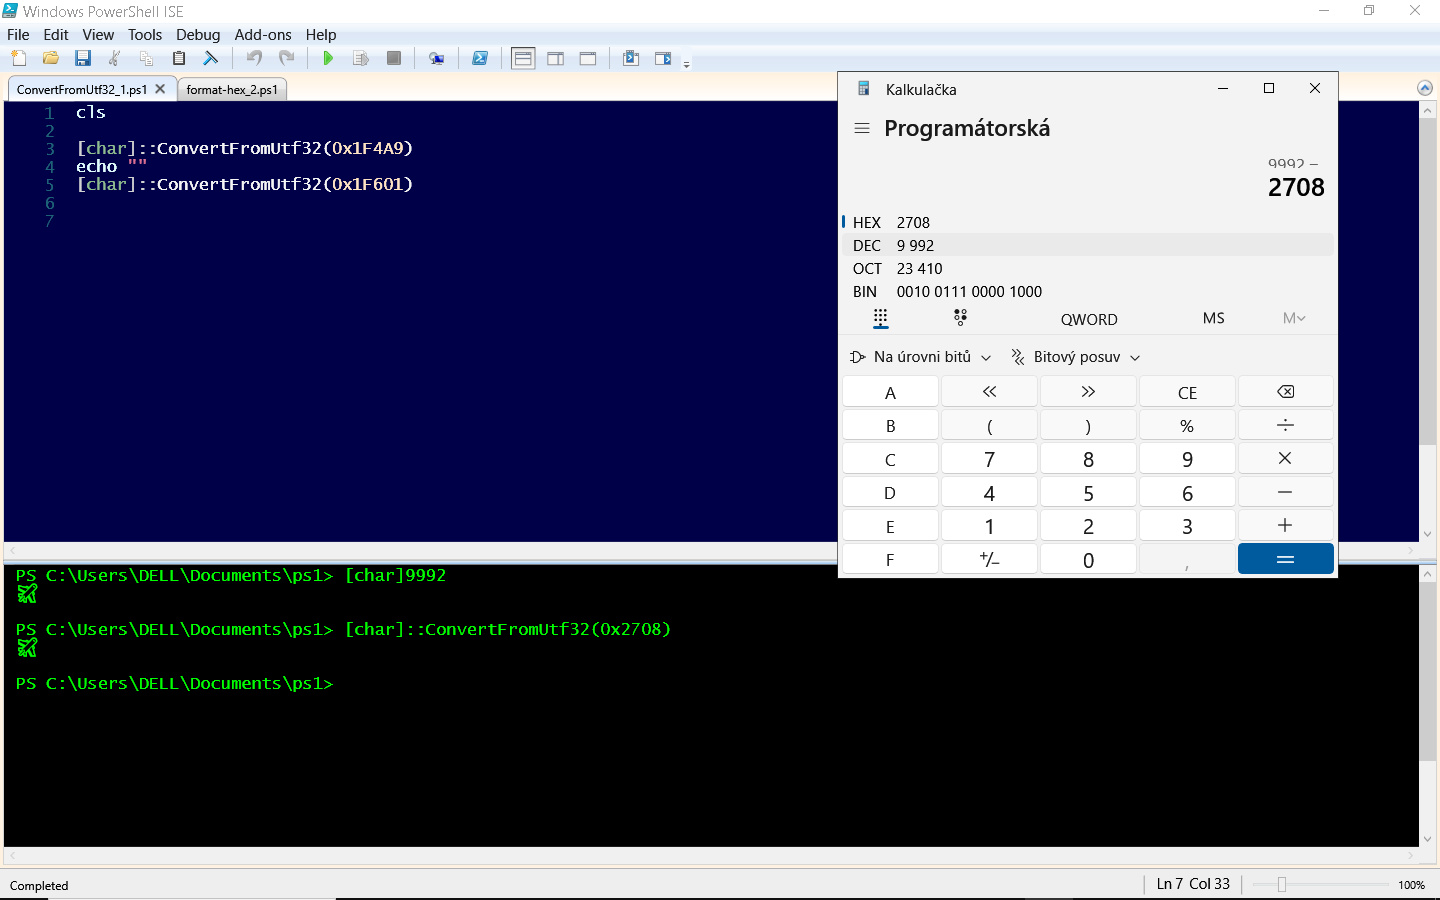 Windows PowerShell ISE
File Edit View Tools Debug Add-ons Help
ConvertFromUtf32_1.ps1 format-hex_2.ps1
1 cls
2
3 [char]::ConvertFromUtf32(0x1F4A9)
4 echo ""
5 [char]::ConvertFromUtf32(0x1F601)
6
7
Kalkulačka
Programátorská
9992 –
2708
HEX 2708
DEC 9 992
OCT 23 410
BIN 0010 0111 0000 1000
QWORD MS M
Na úrovni bitů Bitový posuv
A « » CE
B ( ) % ÷
C 7 8 9 ×
D 4 5 6 −
E 1 2 3 +
F +/− 0 , =
PS C:\Users\DELL\Documents\ps1> [char]9992
✈
PS C:\Users\DELL\Documents\ps1> [char]::ConvertFromUtf32(0x2708)
✈
PS C:\Users\DELL\Documents\ps1>
Completed Ln 7 Col 33 100%